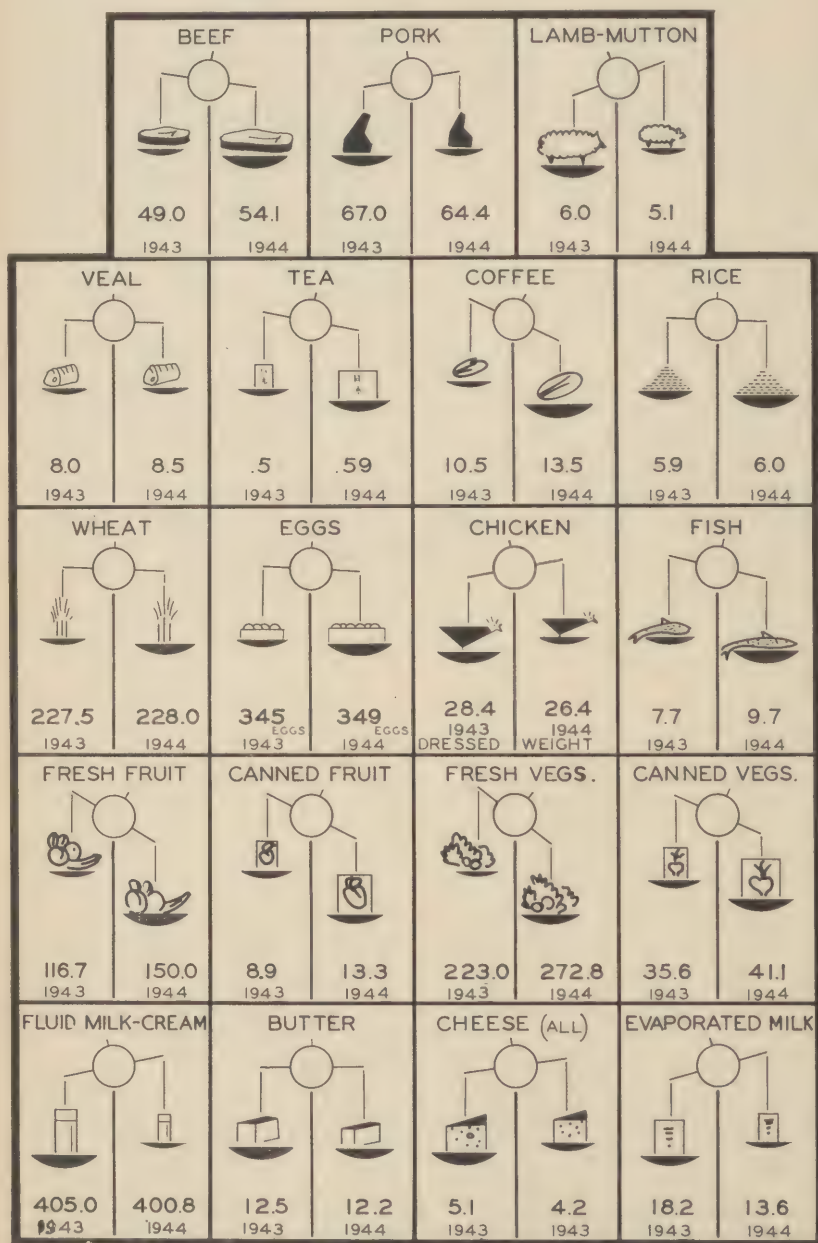 BEEF PORK LAMB-MUTTON
49.0 54.1 67.0 64.4 6.0 5.1
1943 1944 1943 1944 1943 1944
VEAL TEA COFFEE RICE
8.0 8.5 .5 .59 10.5 13.5 5.9 6.0
1943 1944 1943 1944 1943 1944 1943 1944
WHEAT EGGS CHICKEN FISH
227.5 228.0 345 EGGS 349 EGGS 28.4 26.4 7.7 9.7
1943 1944 1943 1944 1943 1944 1943 1944
DRESSED WEIGHT
FRESH FRUIT CANNED FRUIT FRESH VEGS. CANNED VEGS.
116.7 150.0 8.9 13.3 223.0 272.8 35.6 41.1
1943 1944 1943 1944 1943 1944 1943 1944
FLUID MILK-CREAM BUTTER CHEESE (ALL) EVAPORATED MILK
405.0 400.8 12.5 12.2 5.1 4.2 18.2 13.6
1943 1944 1943 1944 1943 1944 1943 1944